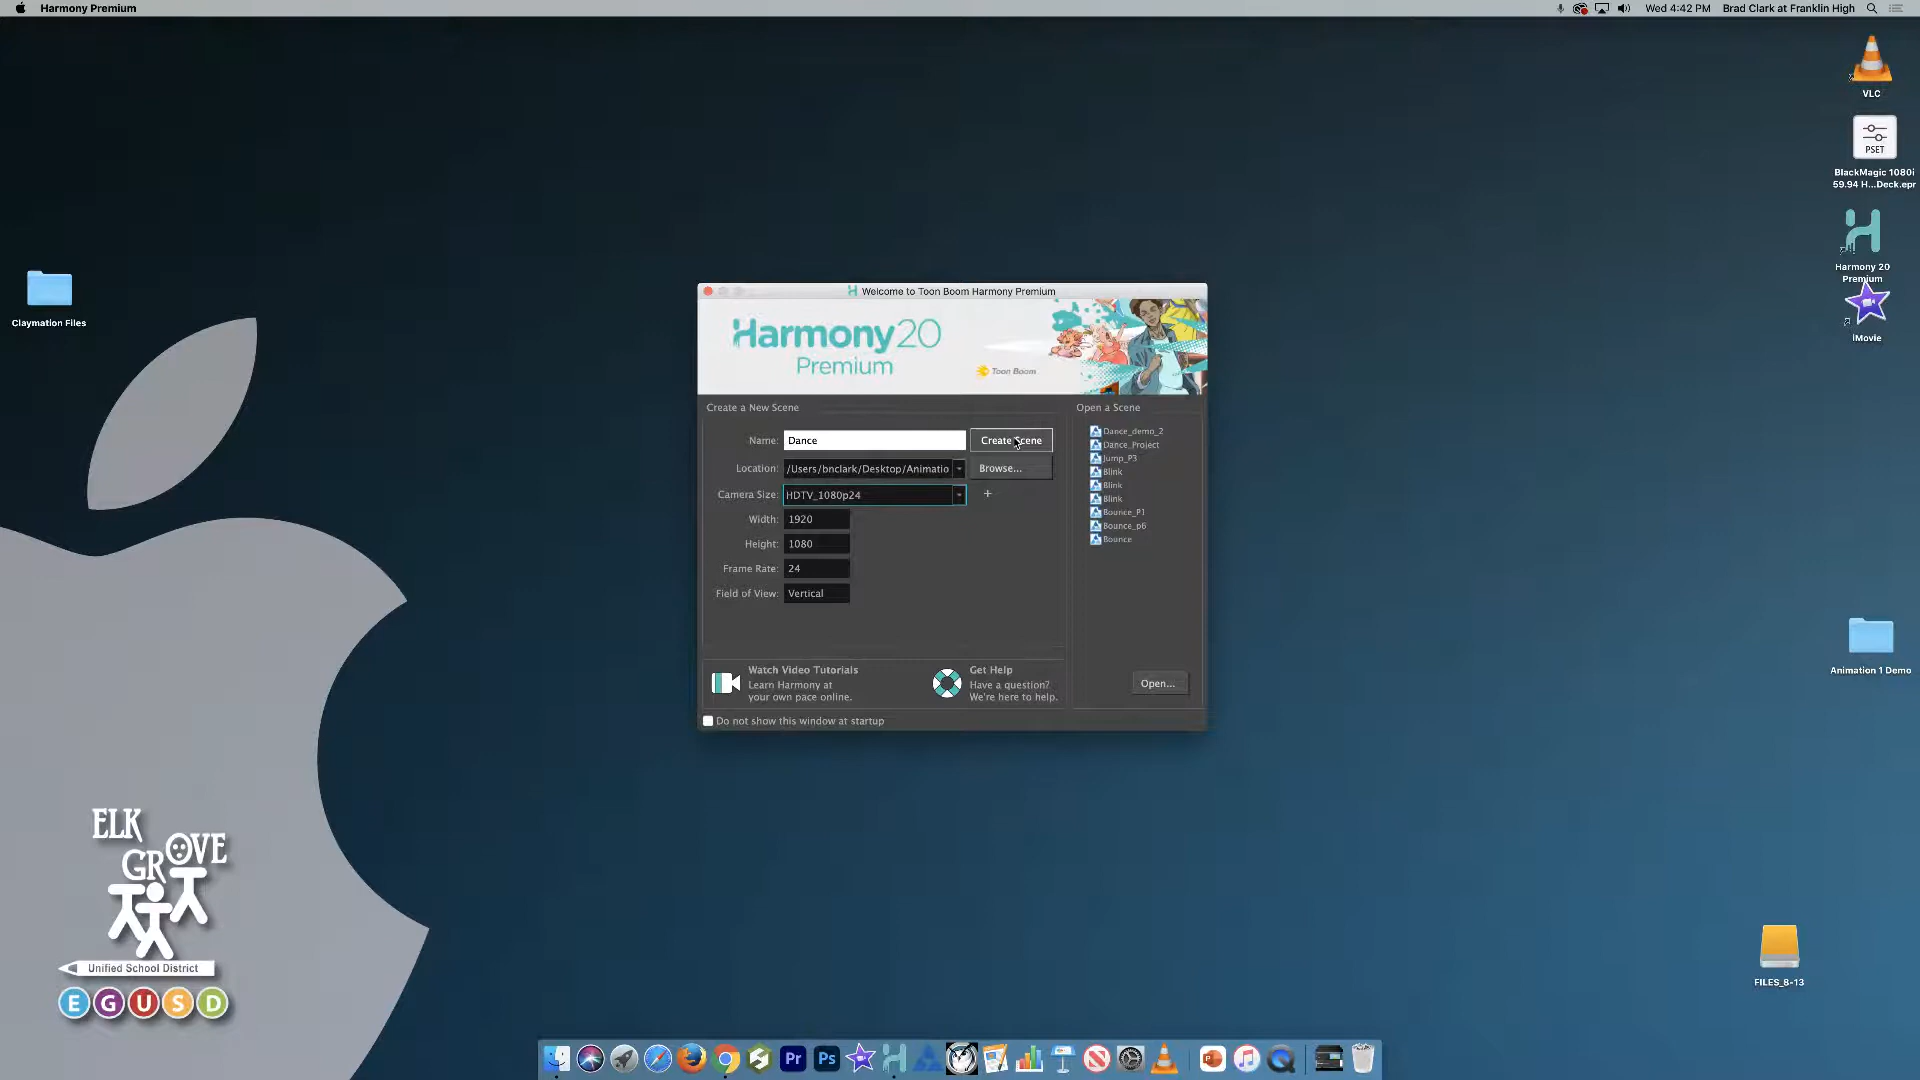 Harmony Premium
Wed 4:42 PM Brad Clark at Franklin High
VLC
PSET
BlackMagic 1080i
59.94 H...Deck.epr
Harmony 20
Premium
iMovie
Claymation Files
Welcome to Toon Boom Harmony Premium
Harmony 20
Premium
Toon Boom
Create a New Scene
Open a Scene
Name: Dance
Create Scene
Location: /Users/bnclark/Desktop/Animatio
Browse...
Camera Size: HDTV_1080p24
+
Width: 1920
Height: 1080
Frame Rate: 24
Field of View: Vertical
Dance_demo_2
Dance_Project
Jump_P3
Blink
Blink
Blink
Bounce_P1
Bounce_p6
Bounce
Watch Video Tutorials
Learn Harmony at
your own pace online.
Get Help
Have a question?
We're here to help.
Open...
Do not show this window at startup
Animation 1 Demo
FILES_8-13
ELK
GROVE
Unified School District
E G U S D
Pr
Ps